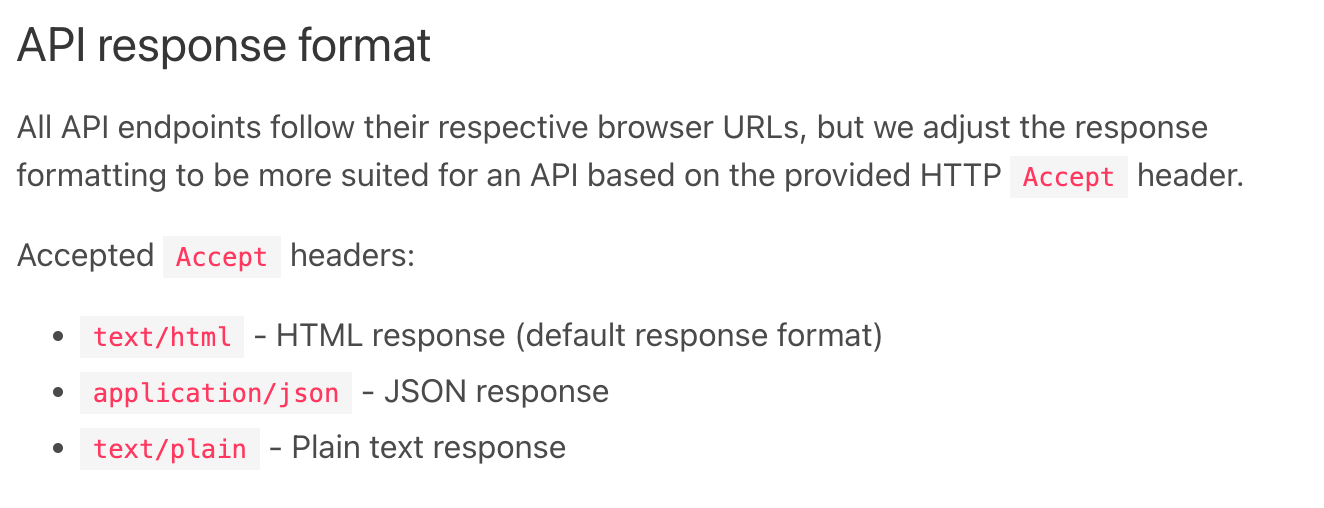 API response format
All API endpoints follow their respective browser URLs, but we adjust the response
formatting to be more suited for an API based on the provided HTTP Accept header.
Accepted Accept headers:
• text/html - HTML response (default response format)
• application/json - JSON response
• text/plain - Plain text response